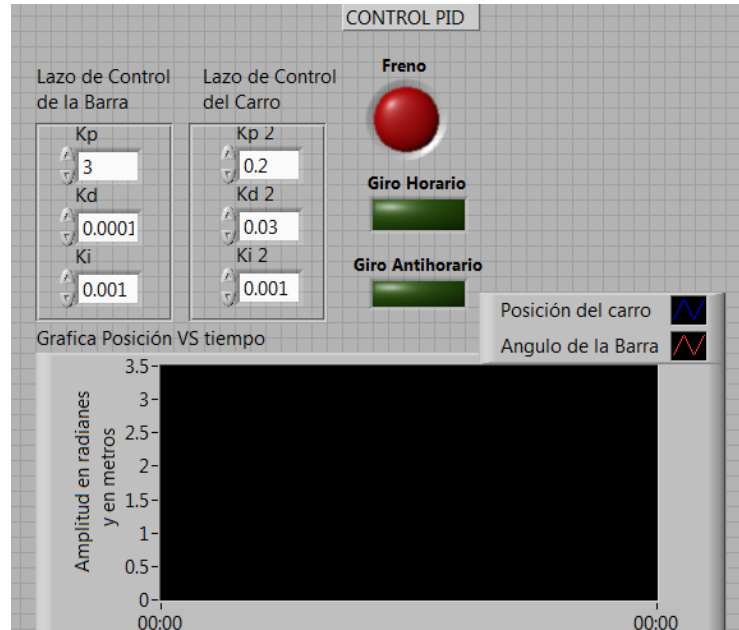 CONTROL PID
Lazo de Control
de la Barra
Kp
3
Kd
0.0001
Ki
0.001
Lazo de Control
del Carro
Kp 2
0.2
Kd 2
0.03
Ki 2
0.001
Freno
Giro Horario
Giro Antihorario
Posición del carro
Angulo de la Barra
Grafica Posición VS tiempo
Amplitud en radianes
y en metros
3.5
3
2.5
2
1.5
1
0.5
0
00:00
00:00